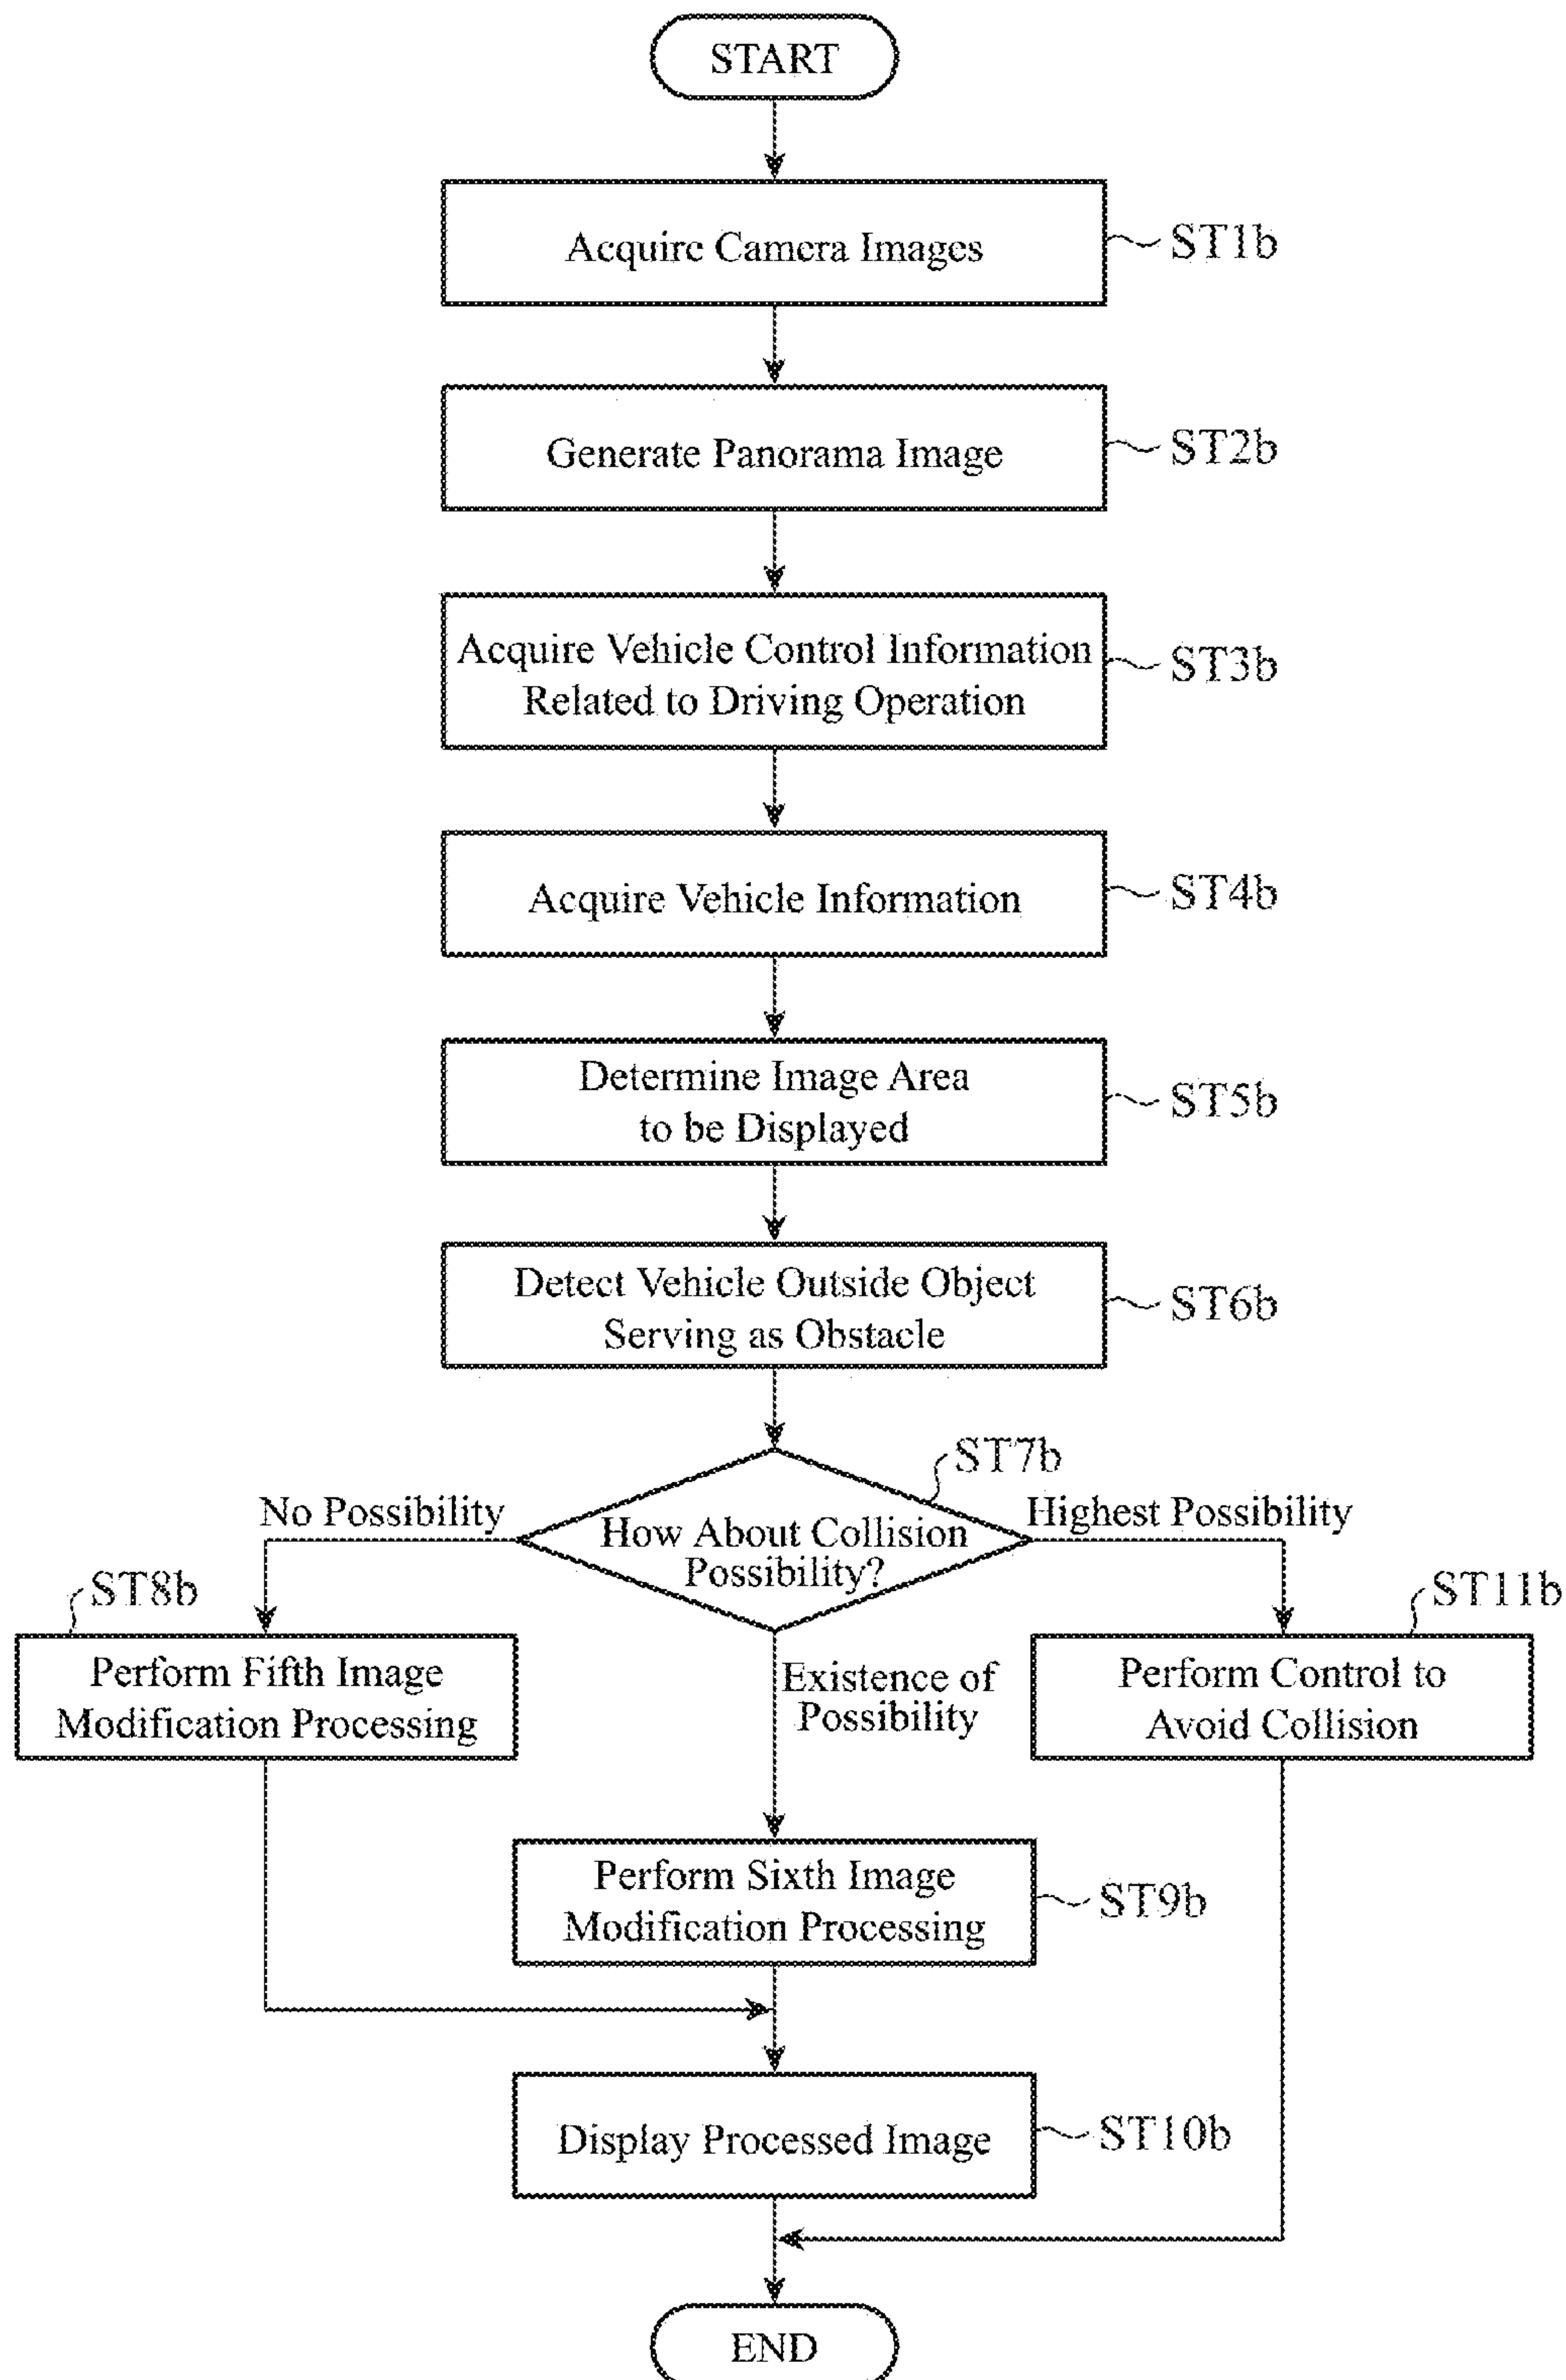 START
Acquire Camera Images
ST1b
Generate Panorama Image
ST2b
Acquire Vehicle Control Information
Related to Driving Operation
ST3b
Acquire Vehicle Information
ST4b
Determine Image Area
to be Displayed
ST5b
Detect Vehicle Outside Object
Serving as Obstacle
ST6b
ST7b
How About Collision
Possibility?
No Possibility
Highest Possibility
ST8b
Perform Fifth Image
Modification Processing
Existence of
Possibility
ST11b
Perform Control to
Avoid Collision
Perform Sixth Image
Modification Processing
ST9b
Display Processed Image
ST10b
END